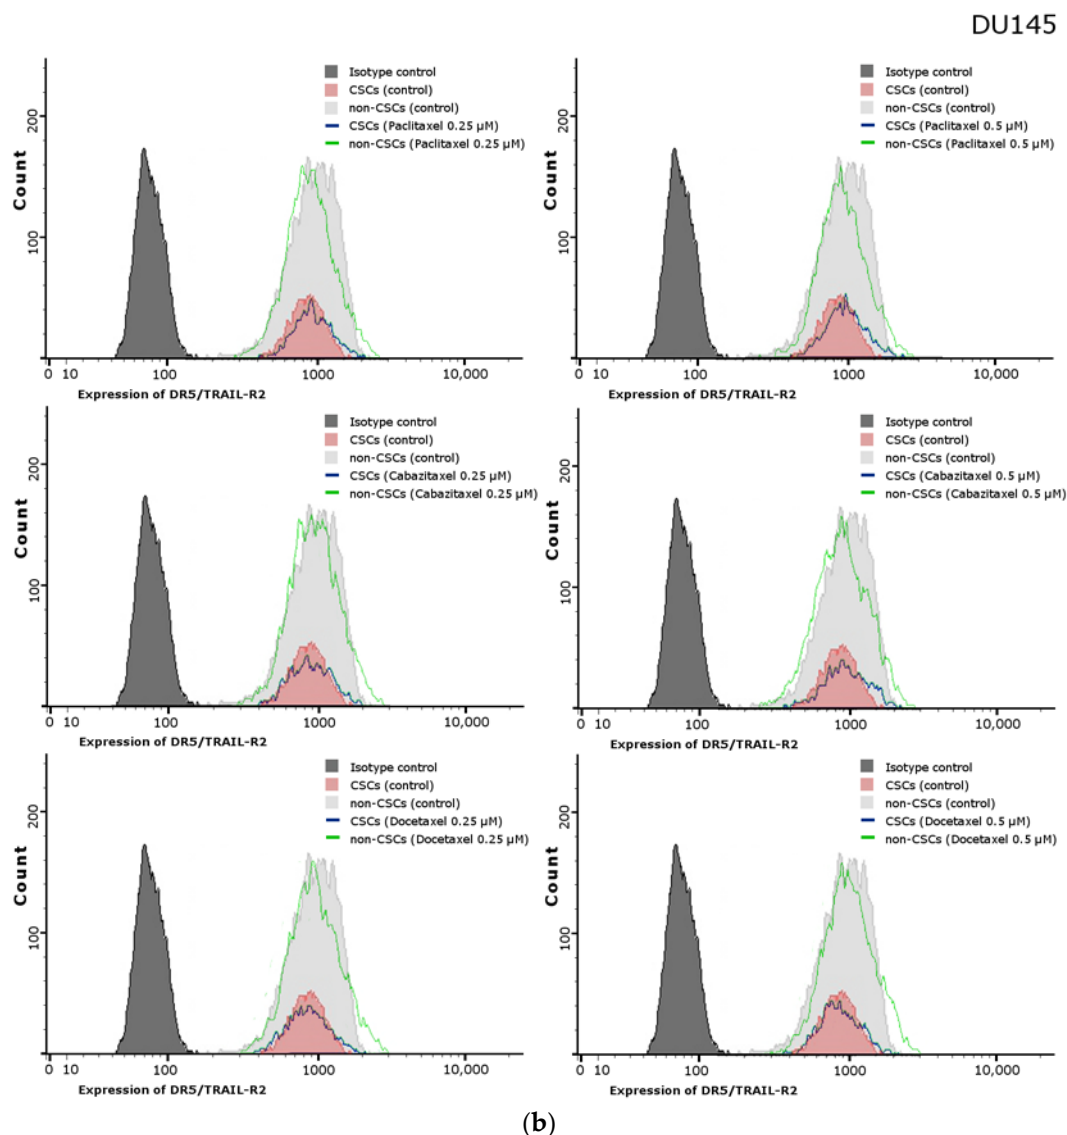 DU145
Isotype control
CSCs (control)
non-CSCs (control)
CSCs (Paclitaxel 0.25 µM)
non-CSCs (Paclitaxel 0.25 µM)
200
100
Count
0 10 100 1000 10,000
Expression of DR5/TRAIL-R2
Isotype control
CSCs (control)
non-CSCs (control)
CSCs (Paclitaxel 0.5 µM)
non-CSCs (Paclitaxel 0.5 µM)
200
100
Count
0 10 100 1000 10,000
Expression of DR5/TRAIL-R2
Isotype control
CSCs (control)
non-CSCs (control)
CSCs (Cabazitaxel 0.25 µM)
non-CSCs (Cabazitaxel 0.25 µM)
200
100
Count
0 10 100 1000 10,000
Expression of DR5/TRAIL-R2
Isotype control
CSCs (control)
non-CSCs (control)
CSCs (Cabazitaxel 0.5 µM)
non-CSCs (Cabazitaxel 0.5 µM)
200
100
Count
0 10 100 1000 10,000
Expression of DR5/TRAIL-R2
Isotype control
CSCs (control)
non-CSCs (control)
CSCs (Docetaxel 0.25 µM)
non-CSCs (Docetaxel 0.25 µM)
200
100
Count
0 10 100 1000 10,000
Expression of DR5/TRAIL-R2
Isotype control
CSCs (control)
non-CSCs (control)
CSCs (Docetaxel 0.5 µM)
non-CSCs (Docetaxel 0.5 µM)
200
100
Count
0 10 100 1000 10,000
Expression of DR5/TRAIL-R2
(b)